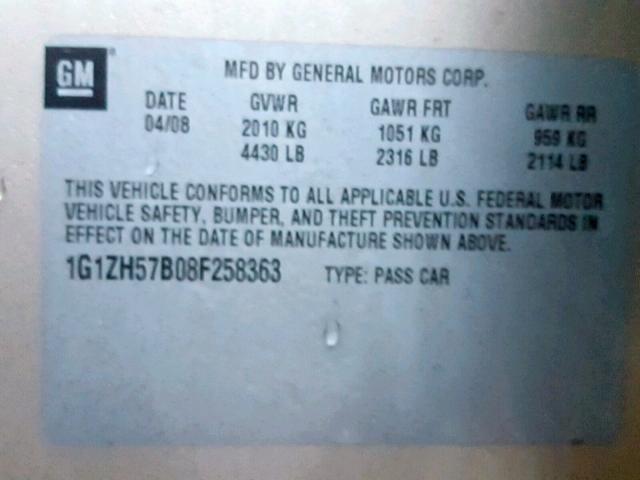 GM
MFD BY GENERAL MOTORS CORP.
DATE GVWR GAWR FRT GAWR RR
04/08 2010 KG 1051 KG 959 KG
4430 LB 2316 LB 2114 LB
THIS VEHICLE CONFORMS TO ALL APPLICABLE U.S. FEDERAL MOTOR
VEHICLE SAFETY, BUMPER, AND THEFT PREVENTION STANDARDS IN
EFFECT ON THE DATE OF MANUFACTURE SHOWN ABOVE.
1G1ZH57B08F258363 TYPE: PASS CAR